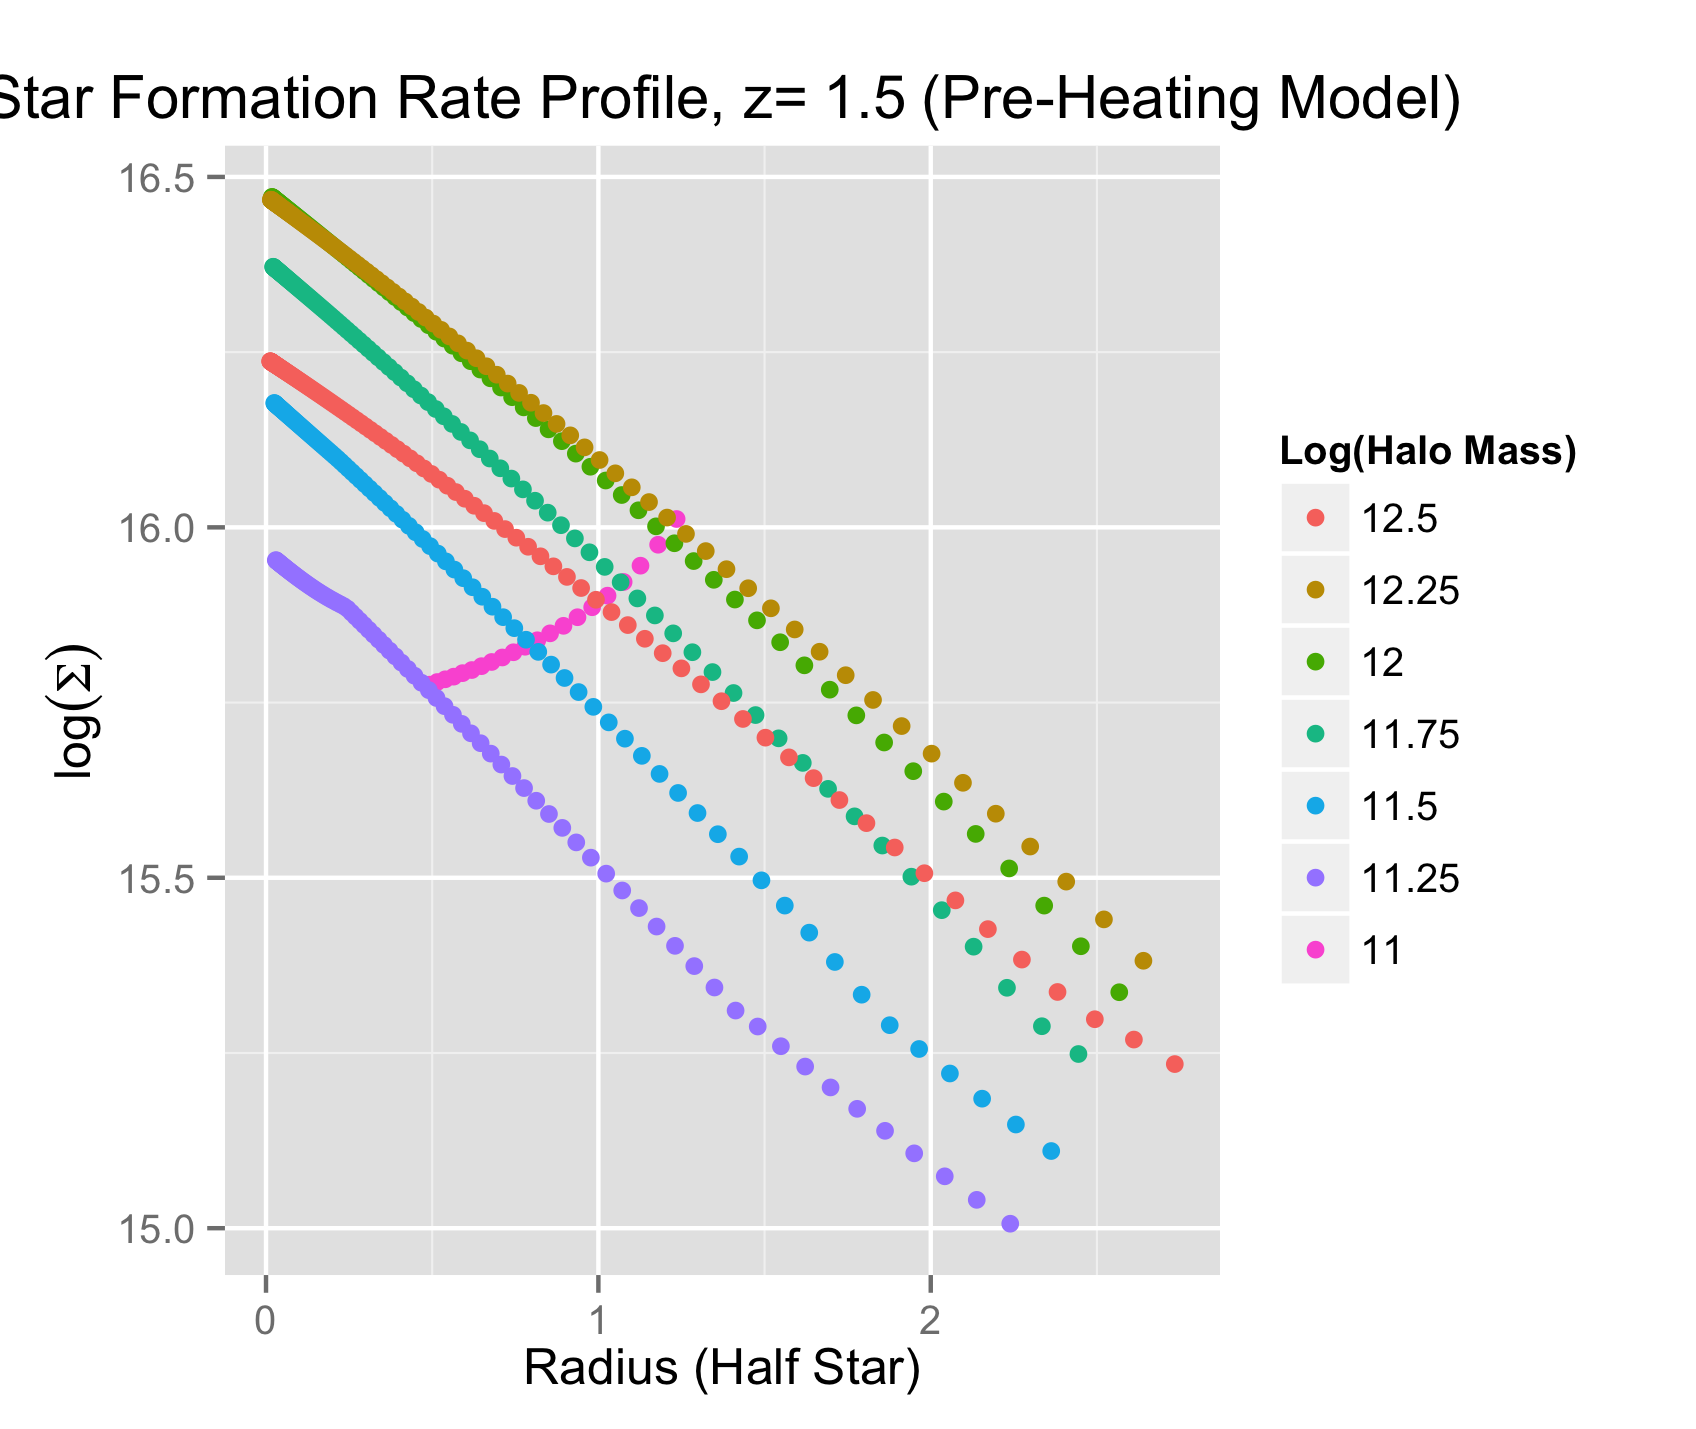 Star Formation Rate Profile, z= 1.5 (Pre-Heating Model)
16.5
16.0
15.5
15.0
log(Σ)
0 1 2
Radius (Half Star)
Log(Halo Mass)
12.5
12.25
12
11.75
11.5
11.25
11